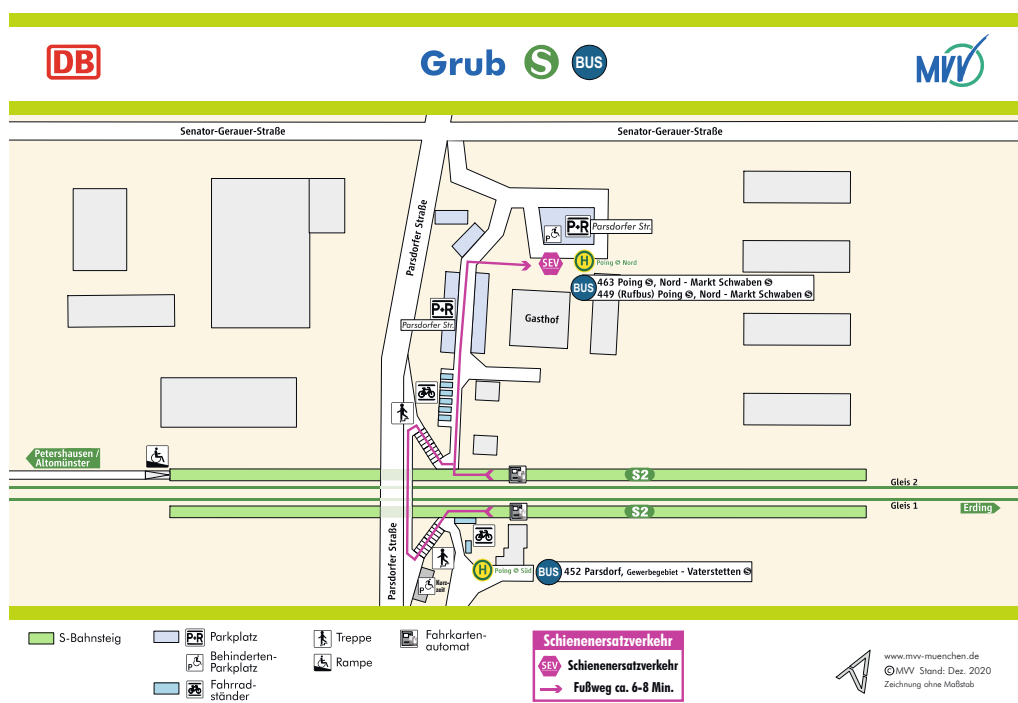 DB
Grub S BUS
MVV
Senator-Gerauer-Straße
Senator-Gerauer-Straße
Parsdorfer Straße
P+R Parsdorfer Str.
P
SEV
H Poing S Nord
BUS 463 Poing S, Nord - Markt Schwaben S
449 (Rufbus) Poing S, Nord - Markt Schwaben S
P+R
Parsdorfer Str.
Gasthof
Petershausen /
Altomünster
S2
Gleis 2
Gleis 1
S2
Erding
Parsdorfer Straße
P
Kurz-
zeit
H Poing S Süd
BUS 452 Parsdorf, Gewerbegebiet - Vaterstetten S
S-Bahnsteig
P+R Parkplatz
P Behinderten-
Parkplatz
Fahrrad-
ständer
Treppe
Rampe
Fahrkarten-
automat
Schienenersatzverkehr
SEV Schienenersatzverkehr
Fußweg ca. 6-8 Min.
www.mvv-muenchen.de
©MVV Stand: Dez. 2020
Zeichnung ohne Maßstab